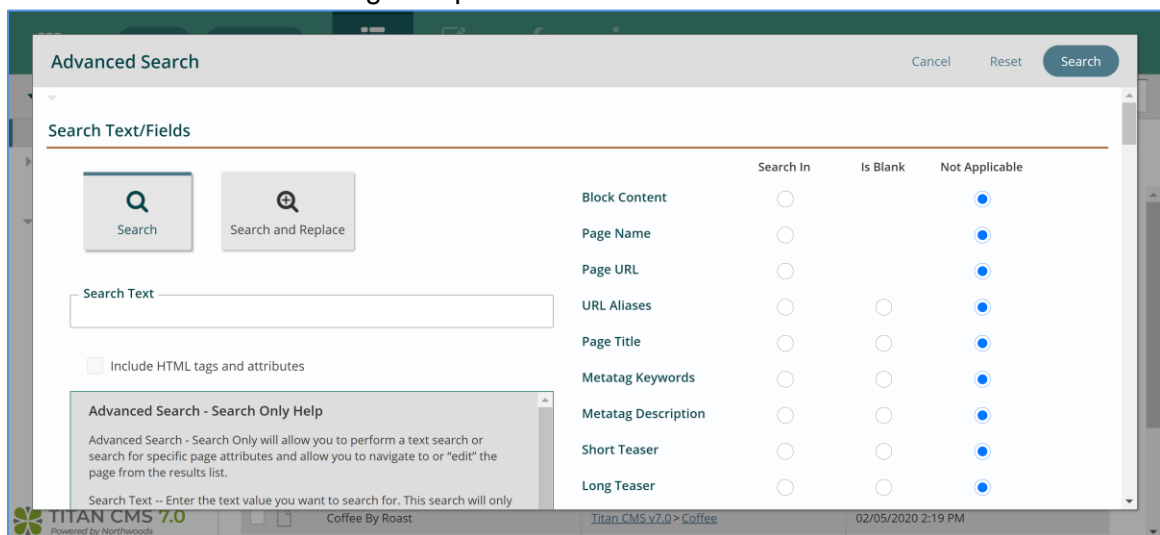 Advanced Search
Cancel Reset Search
Search Text/Fields
Search In Is Blank Not Applicable
Search
Search and Replace
Block Content
Page Name
Page URL
Search Text
URL Aliases
Page Title
Include HTML tags and attributes
Metatag Keywords
Metatag Description
Short Teaser
Long Teaser
Advanced Search - Search Only Help
Advanced Search - Search Only will allow you to perform a text search or
search for specific page attributes and allow you to navigate to or “edit” the
page from the results list.
Search Text -- Enter the text value you want to search for. This search will only
TITAN CMS 7.0
Powered by Northwoods
Coffee By Roast
Titan CMS v7.0 > Coffee
02/05/2020 2:19 PM